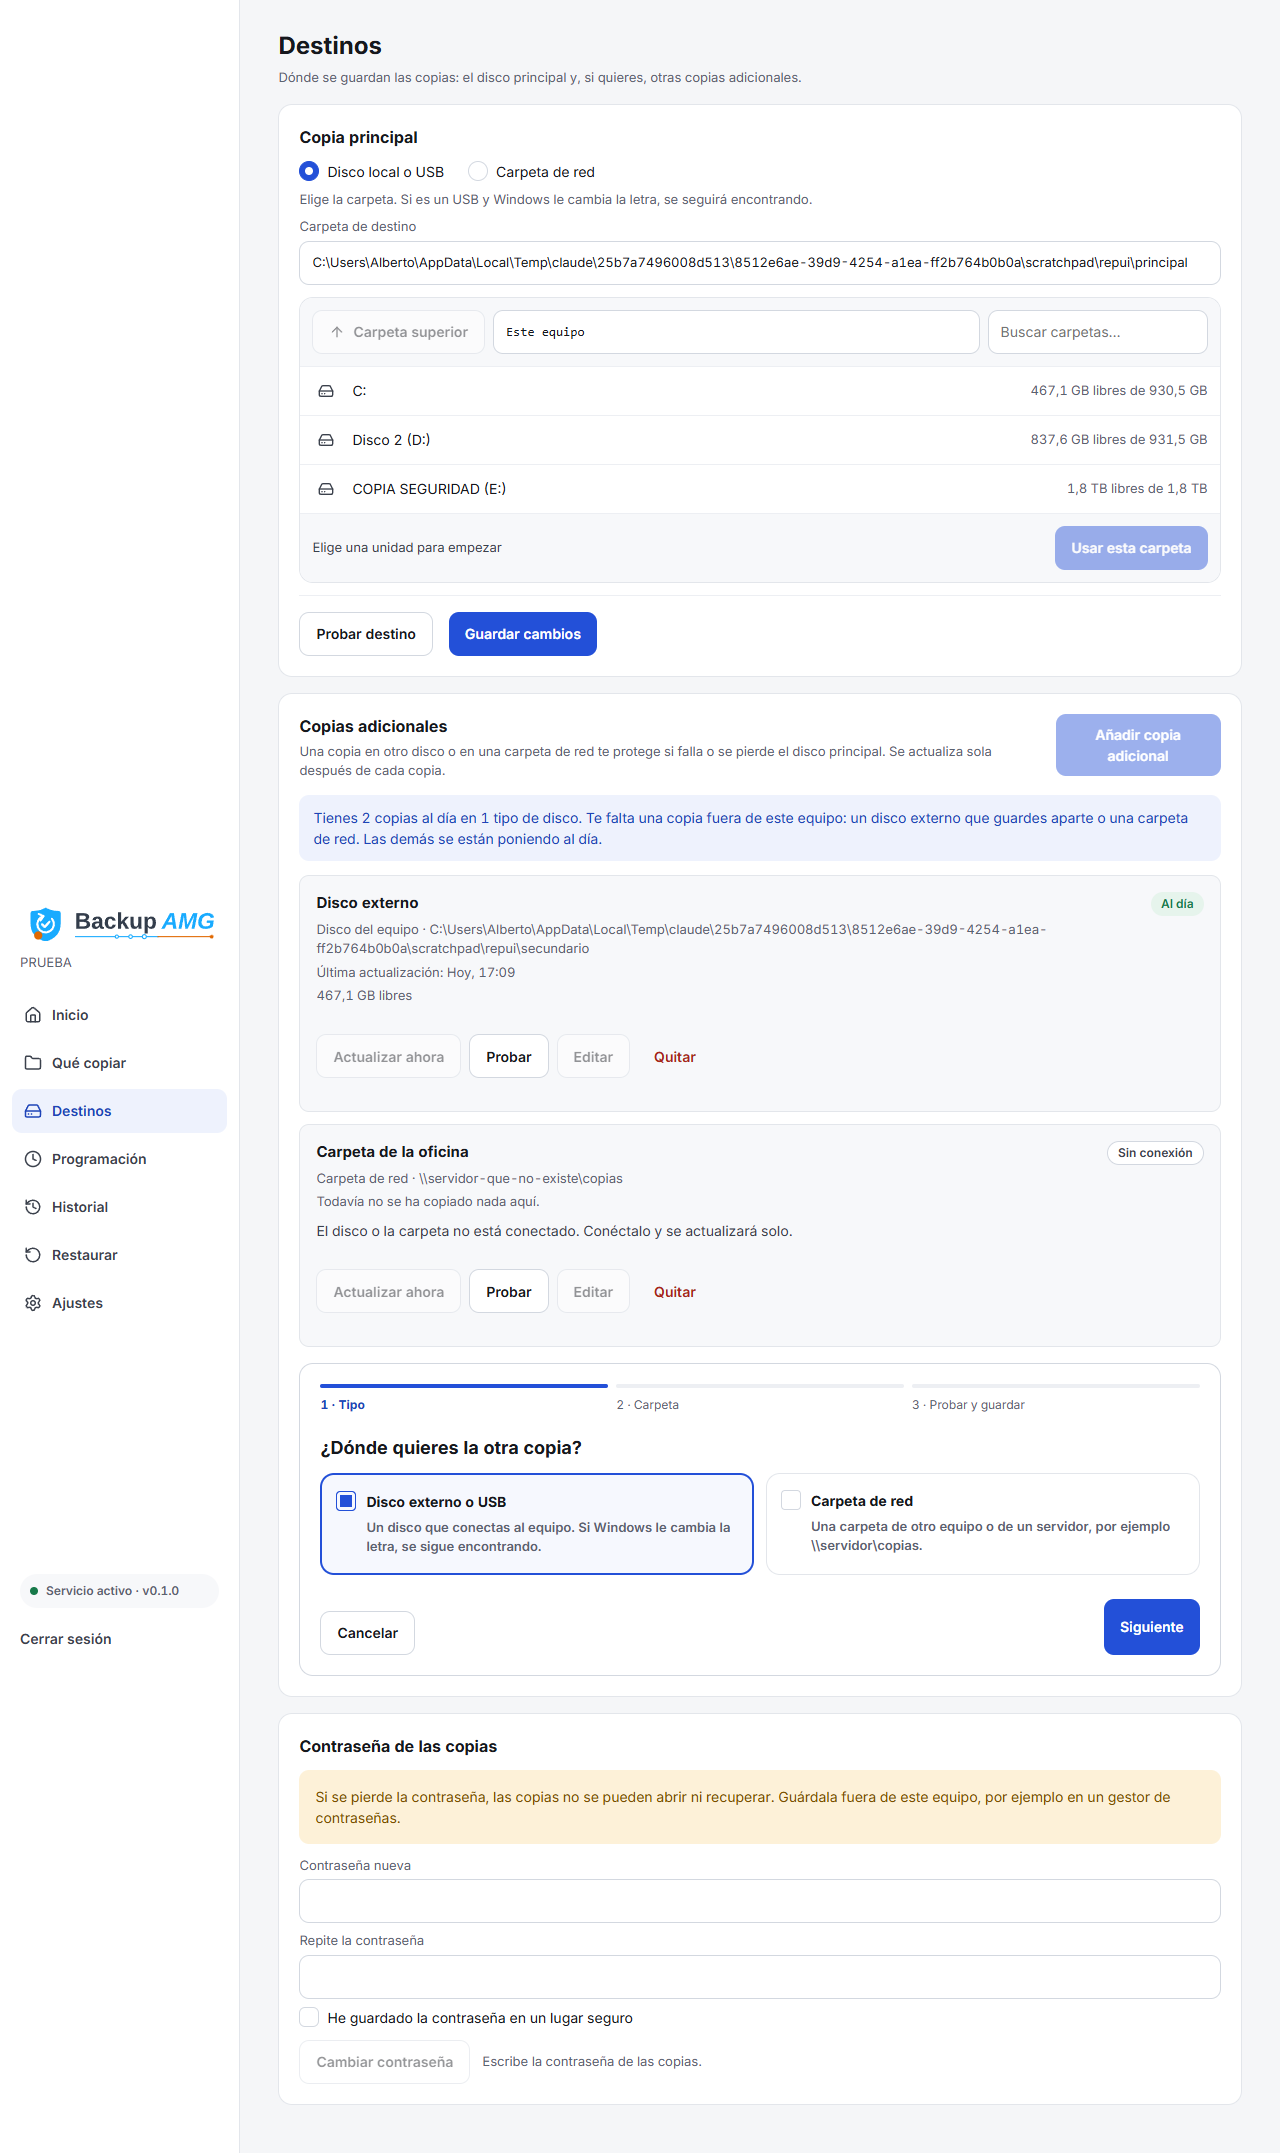 Destinos
Dónde se guardan las copias: el disco principal y, si quieres, otras copias adicionales.
Copia principal
Disco local o USB
Carpeta de red
Elige la carpeta. Si es un USB y Windows le cambia la letra, se seguirá encontrando.
Carpeta de destino
C:\Users\Alberto\AppData\Local\Temp\claude\25b7a7496008d513\8512e6ae-39d9-4254-a1ea-ff2b764b0b0a\scratchpad\repui\principal
Carpeta superior
Este equipo
Buscar carpetas...
C:
467,1 GB libres de 930,5 GB
Disco 2 (D:)
837,6 GB libres de 931,5 GB
COPIA SEGURIDAD (E:)
1,8 TB libres de 1,8 TB
Elige una unidad para empezar
Usar esta carpeta
Probar destino
Guardar cambios
Copias adicionales
Una copia en otro disco o en una carpeta de red te protege si falla o se pierde el disco principal. Se actualiza sola
después de cada copia.
Añadir copia
adicional
Tienes 2 copias al día en 1 tipo de disco. Te falta una copia fuera de este equipo: un disco externo que guardes aparte o una carpeta
de red. Las demás se están poniendo al día.
Disco externo
Al día
Disco del equipo · C:\Users\Alberto\AppData\Local\Temp\claude\25b7a7496008d513\8512e6ae-39d9-4254-a1ea-
ff2b764b0b0a\scratchpad\repui\secundario
Última actualización: Hoy, 17:09
467,1 GB libres
Actualizar ahora
Probar
Editar
Quitar
Carpeta de la oficina
Sin conexión
Carpeta de red · \\servidor-que-no-existe\copias
Todavía no se ha copiado nada aquí.
El disco o la carpeta no está conectado. Conéctalo y se actualizará solo.
Actualizar ahora
Probar
Editar
Quitar
1 · Tipo
2 · Carpeta
3 · Probar y guardar
¿Dónde quieres la otra copia?
Disco externo o USB
Un disco que conectas al equipo. Si Windows le cambia la
letra, se sigue encontrando.
Carpeta de red
Una carpeta de otro equipo o de un servidor, por ejemplo
\\servidor\copias.
Cancelar
Siguiente
Contraseña de las copias
Si se pierde la contraseña, las copias no se pueden abrir ni recuperar. Guárdala fuera de este equipo, por ejemplo en un gestor de
contraseñas.
Contraseña nueva
Repite la contraseña
He guardado la contraseña en un lugar seguro
Cambiar contraseña
Escribe la contraseña de las copias.
Backup AMG
PRUEBA
Inicio
Qué copiar
Destinos
Programación
Historial
Restaurar
Ajustes
Servicio activo · v0.1.0
Cerrar sesión